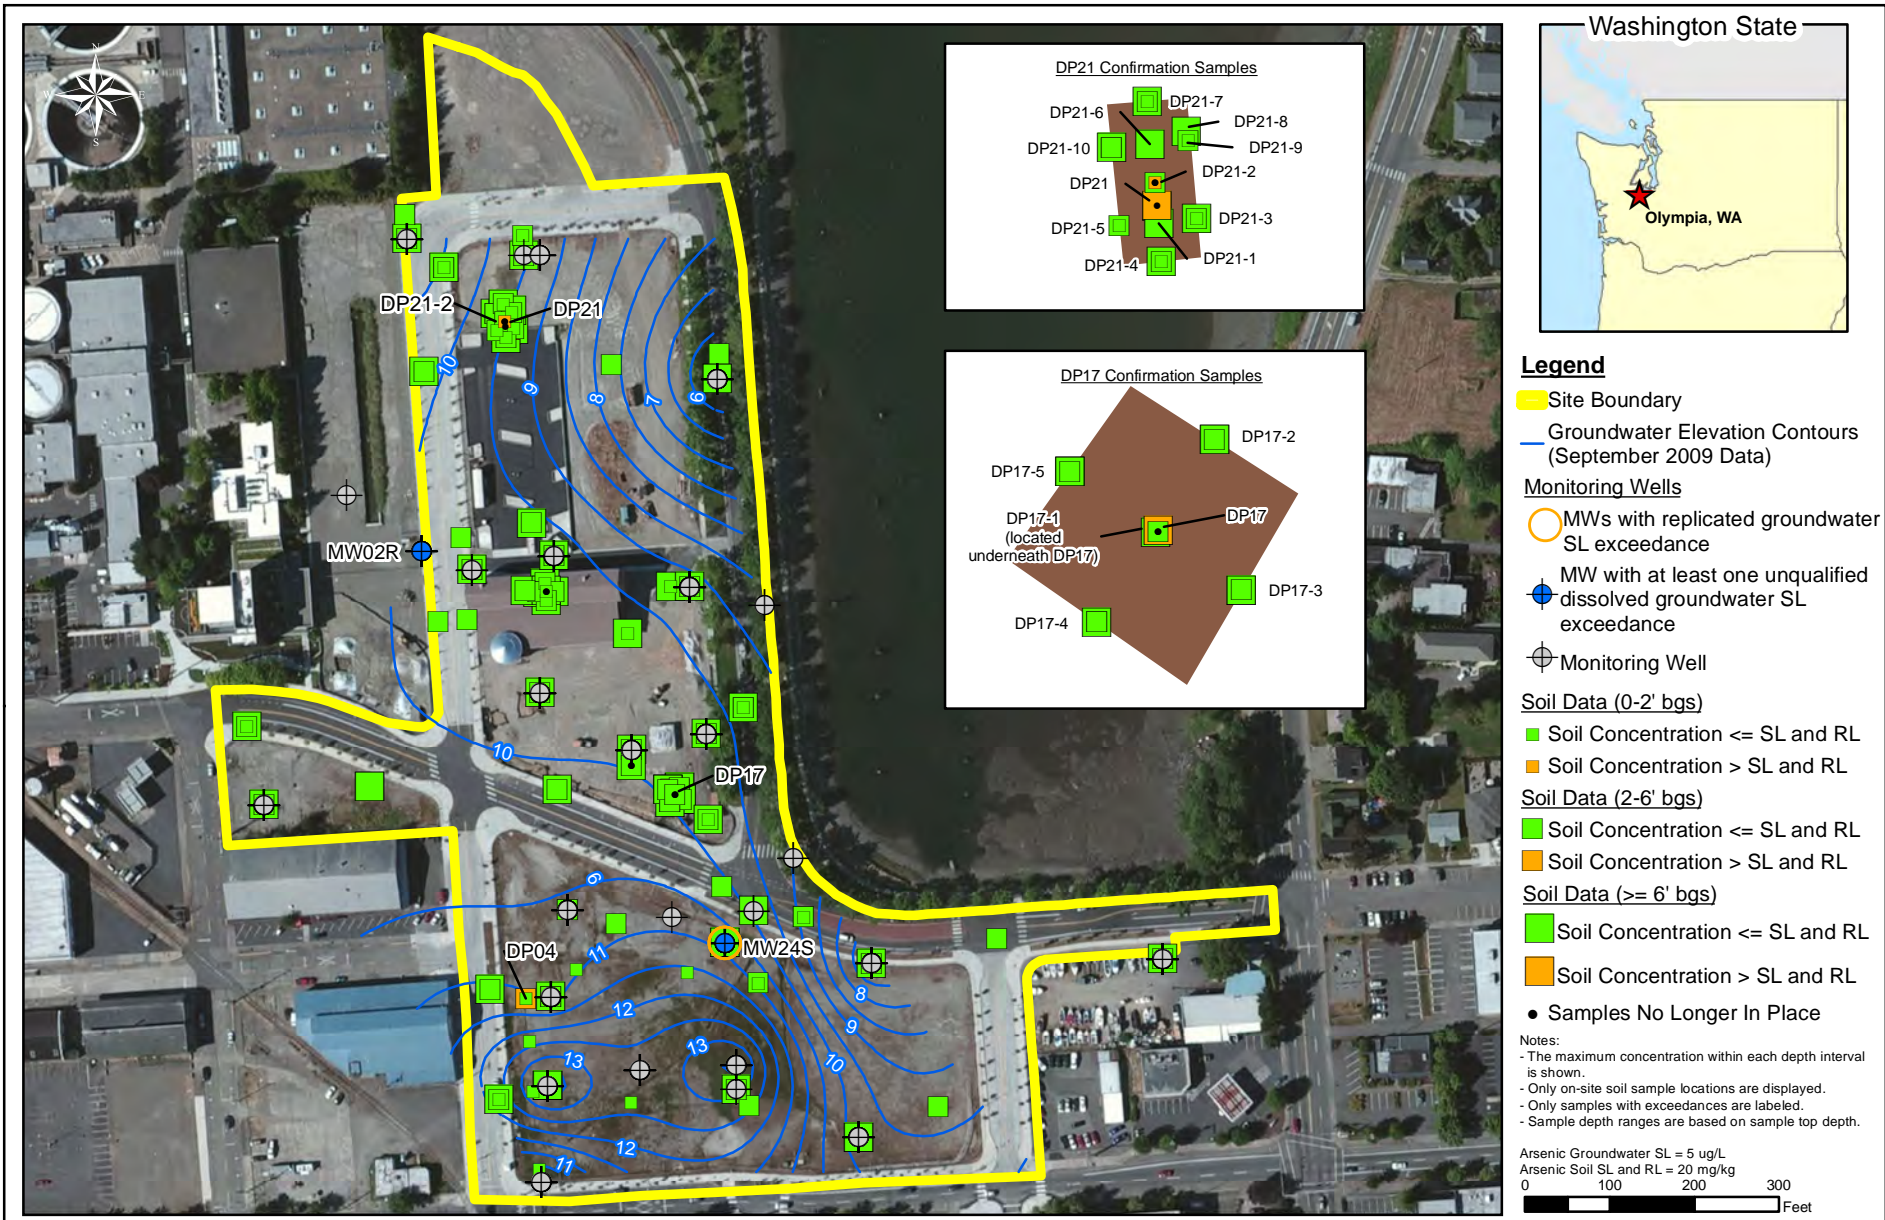 N
W
E
S
DP21-2
DP21
10
9
8
7
6
MW02R
10
DP17
9
11
MW24S
DP04
12
13
13
8
9
10
12
11
DP21 Confirmation Samples
DP21-7
DP21-6
DP21-8
DP21-10
DP21-9
DP21-2
DP21
DP21-3
DP21-5
DP21-1
DP21-4
DP17 Confirmation Samples
DP17-2
DP17-5
DP17-1
(located
underneath DP17)
DP17
DP17-3
DP17-4
Washington State
Olympia, WA
Legend
Site Boundary
Groundwater Elevation Contours
(September 2009 Data)
Monitoring Wells
MWs with replicated groundwater
SL exceedance
MW with at least one unqualified
dissolved groundwater SL
exceedance
Monitoring Well
Soil Data (0-2' bgs)
Soil Concentration <= SL and RL
Soil Concentration > SL and RL
Soil Data (2-6' bgs)
Soil Concentration <= SL and RL
Soil Concentration > SL and RL
Soil Data (>= 6' bgs)
Soil Concentration <= SL and RL
Soil Concentration > SL and RL
Samples No Longer In Place
Notes:
- The maximum concentration within each depth interval
is shown.
- Only on-site soil sample locations are displayed.
- Only samples with exceedances are labeled.
- Sample depth ranges are based on sample top depth.
Arsenic Groundwater SL = 5 ug/L
Arsenic Soil SL and RL = 20 mg/kg
0 100 200 300
Feet